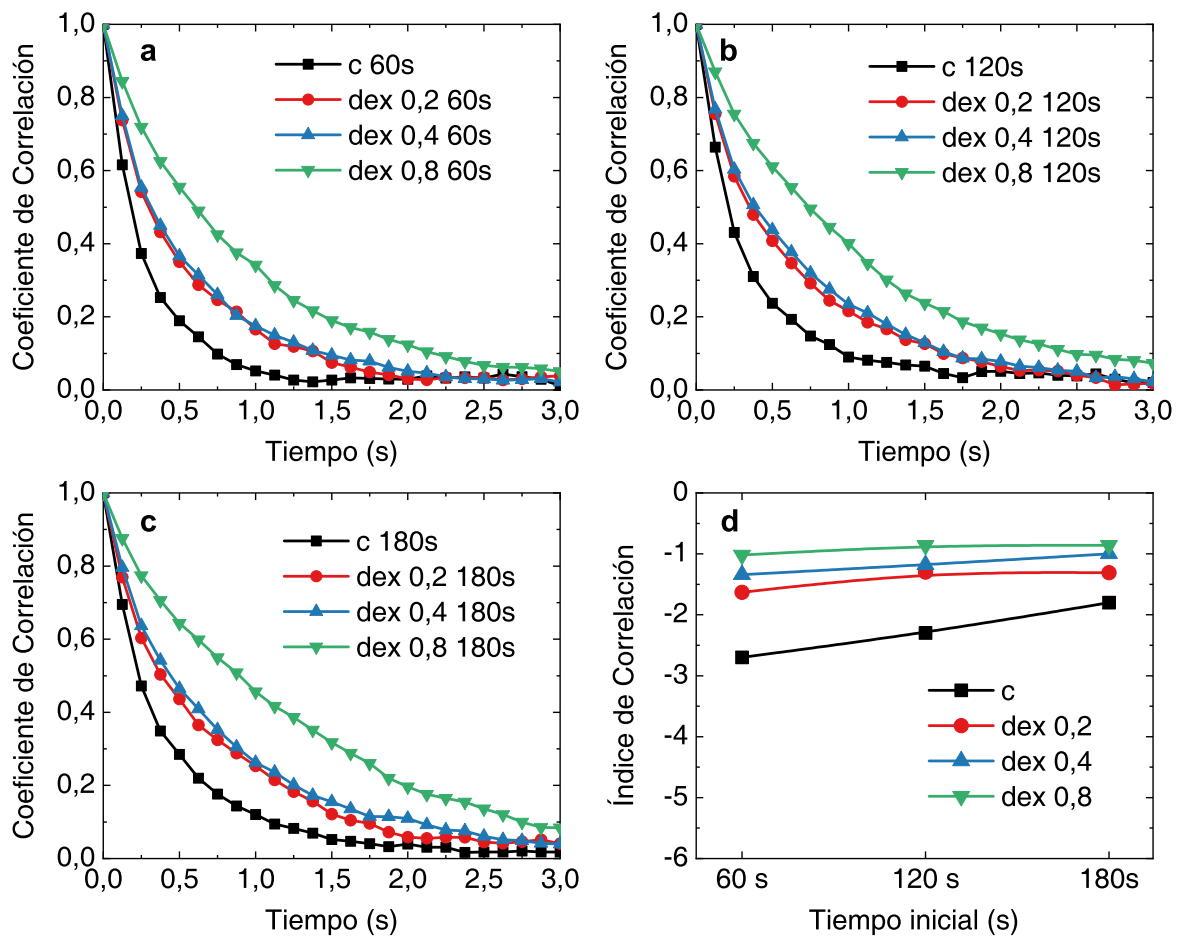 a
c 60s
dex 0,2 60s
dex 0,4 60s
dex 0,8 60s
Coeficiente de Correlación
1,0
0,8
0,6
0,4
0,2
0,0
0,0 0,5 1,0 1,5 2,0 2,5 3,0
Tiempo (s)
b
c 120s
dex 0,2 120s
dex 0,4 120s
dex 0,8 120s
Coeficiente de Correlación
1,0
0,8
0,6
0,4
0,2
0,0
0,0 0,5 1,0 1,5 2,0 2,5 3,0
Tiempo (s)
c
c 180s
dex 0,2 180s
dex 0,4 180s
dex 0,8 180s
Coeficiente de Correlación
1,0
0,8
0,6
0,4
0,2
0,0
0,0 0,5 1,0 1,5 2,0 2,5 3,0
Tiempo (s)
d
c
dex 0,2
dex 0,4
dex 0,8
Índice de Correlación
0
-1
-2
-3
-4
-5
-6
60 s 120 s 180s
Tiempo inicial (s)